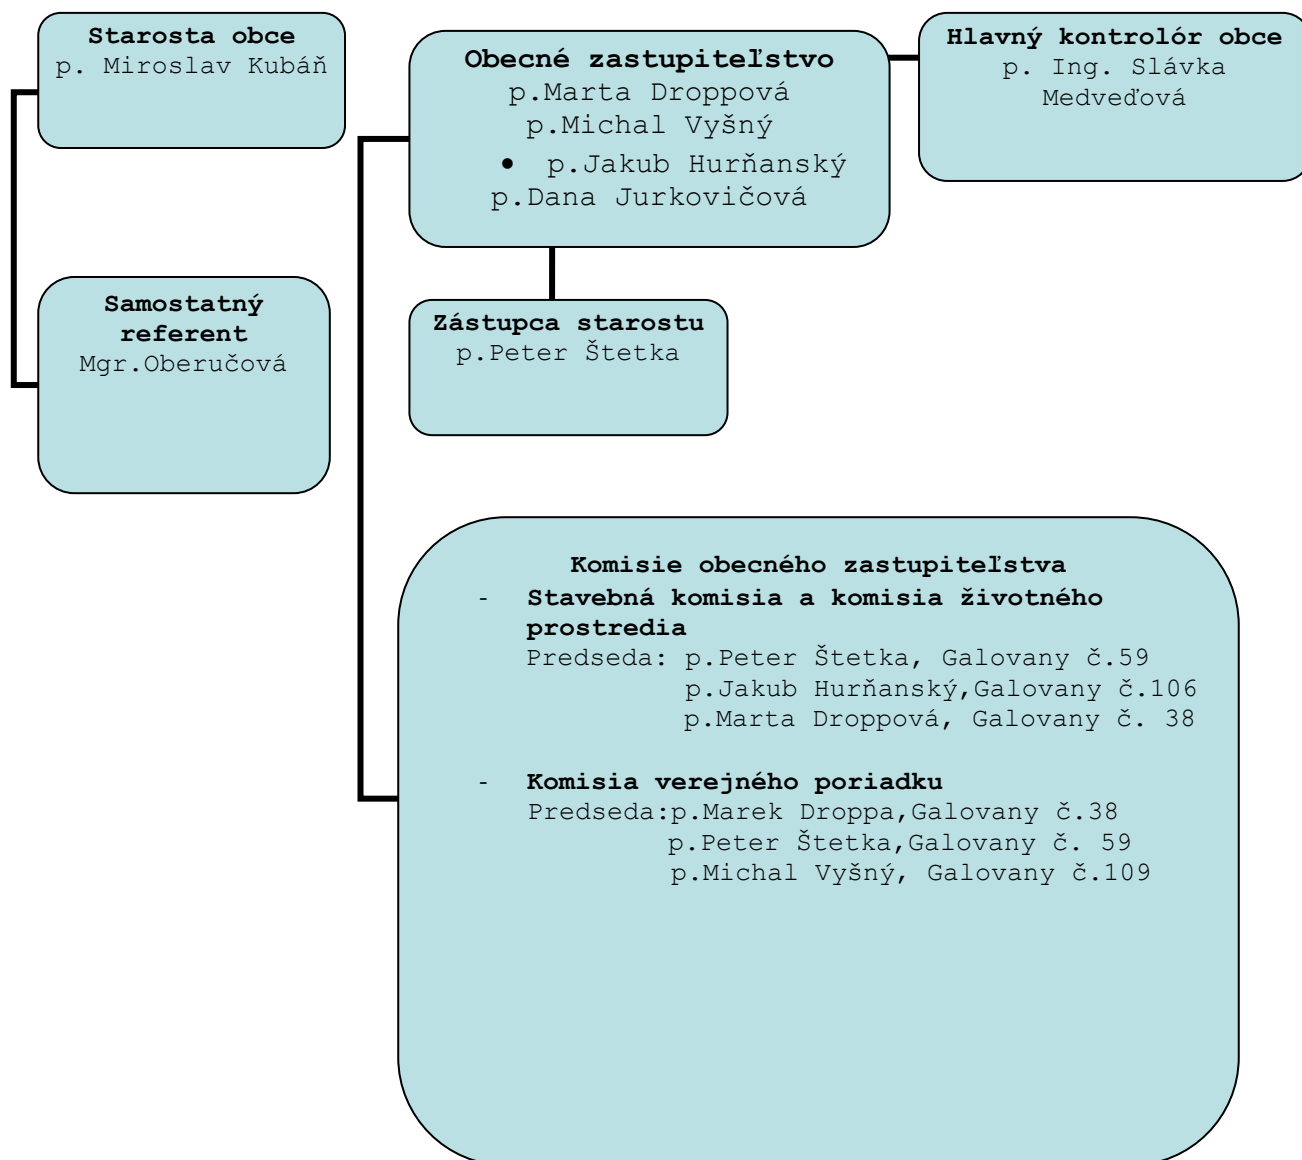 Starosta obce
p. Miroslav Kubáň
Obecné zastupiteľstvo
p.Marta Droppová
p.Michal Vyšný
• p.Jakub Hurňanský
p.Dana Jurkovičová
Hlavný kontrolór obce
p. Ing. Slávka
Medveďová
Samostatný
referent
Mgr.Oberučová
Zástupca starostu
p.Peter Štetka
Komisie obecného zastupiteľstva
- Stavebná komisia a komisia životného
prostredia
Predseda: p.Peter Štetka, Galovany č.59
p.Jakub Hurňanský,Galovany č.106
p.Marta Droppová, Galovany č. 38
- Komisia verejného poriadku
Predseda:p.Marek Droppa,Galovany č.38
p.Peter Štetka,Galovany č. 59
p.Michal Vyšný, Galovany č.109